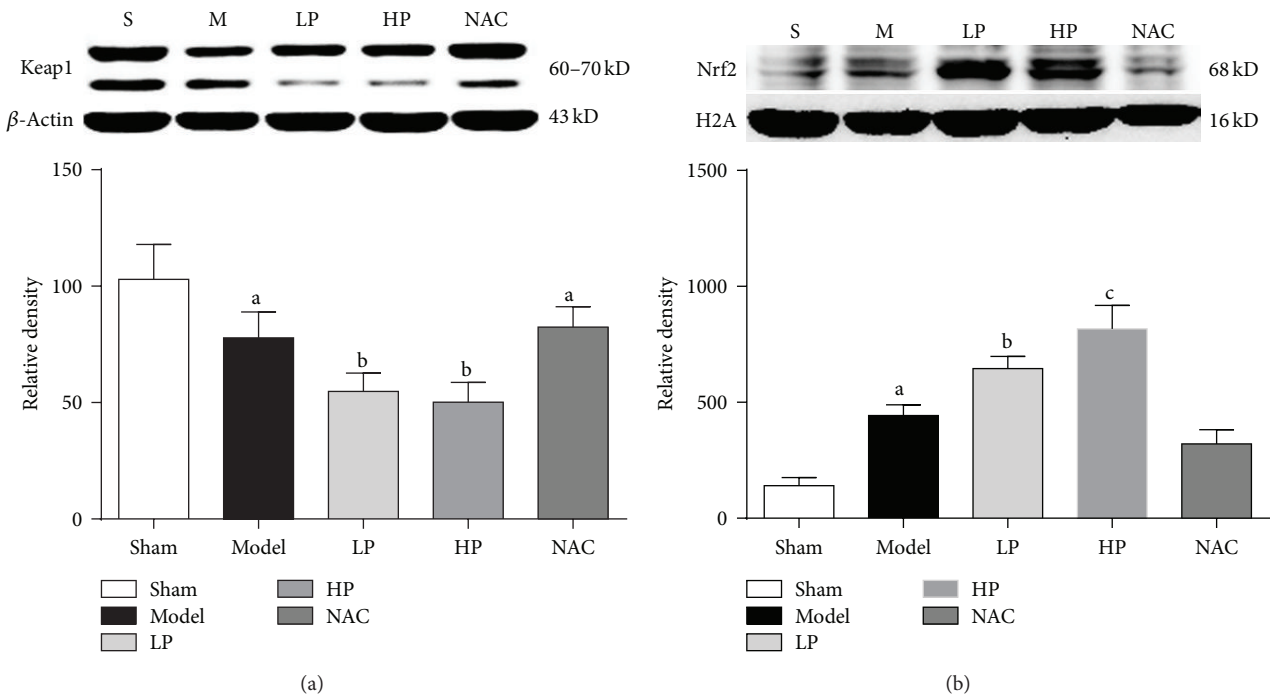 S M LP HP NAC
Keap1 60–70 kD
β-Actin 43 kD
150
100
50
0
Relative density
a
b
b
a
Sham Model LP HP NAC
Sham HP
Model NAC
LP
(a)
S M LP HP NAC
Nrf2 68 kD
H2A 16 kD
1500
1000
500
0
Relative density
a
b
c
Sham Model LP HP NAC
Sham HP
Model NAC
LP
(b)